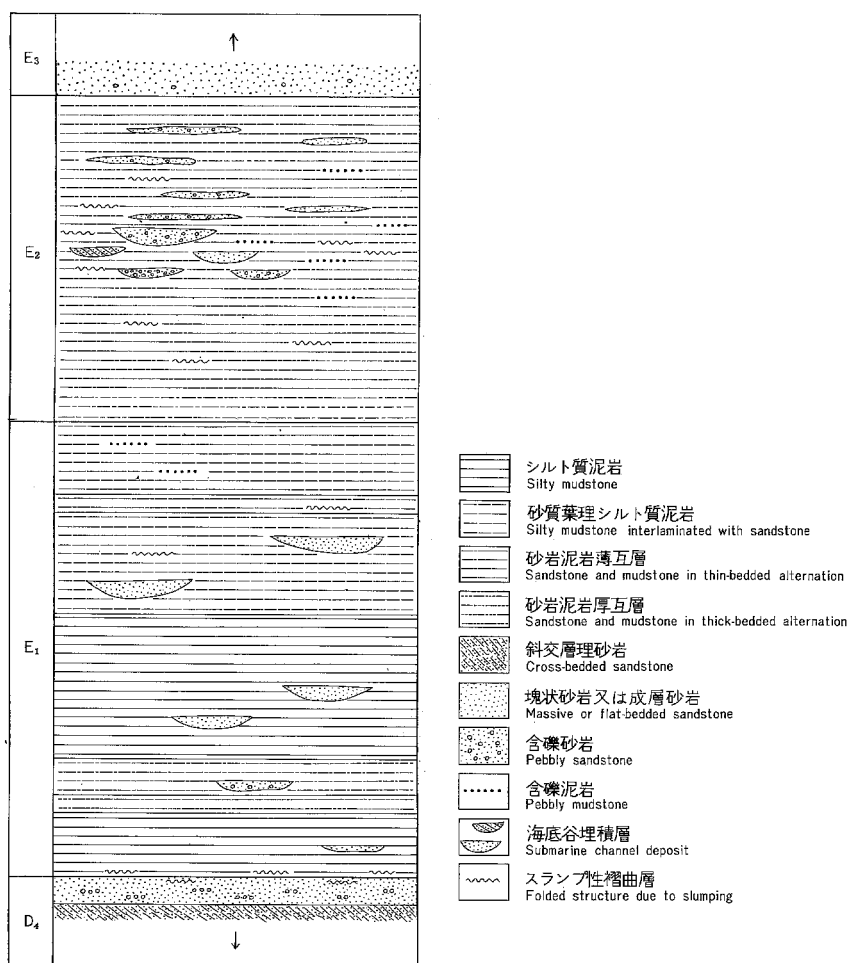 E₃
E₂
E₁
D₄
シルト質泥岩
Silty mudstone
砂質葉理シルト質泥岩
Silty mudstone interlaminated with sandstone
砂岩泥岩薄互層
Sandstone and mudstone in thin-bedded alternation
砂岩泥岩厚互層
Sandstone and mudstone in thick-bedded alternation
斜交層理砂岩
Cross-bedded sandstone
塊状砂岩又は成層砂岩
Massive or flat-bedded sandstone
含礫砂岩
Pebbly sandstone
含礫泥岩
Pebbly mudstone
海底谷埋積層
Submarine channel deposit
スランプ性褶曲層
Folded structure due to slumping